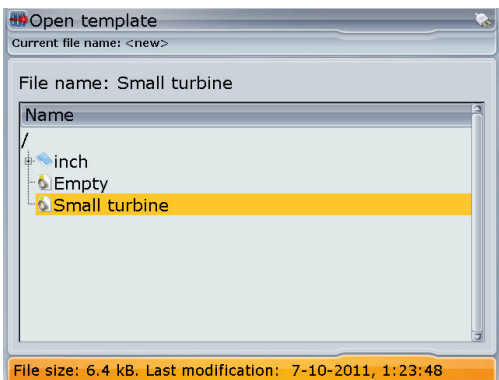 Open template
Current file name: <new>
File name: Small turbine
Name
/
inch
Empty
Small turbine
File size: 6.4 kB. Last modification: 7-10-2011, 1:23:48